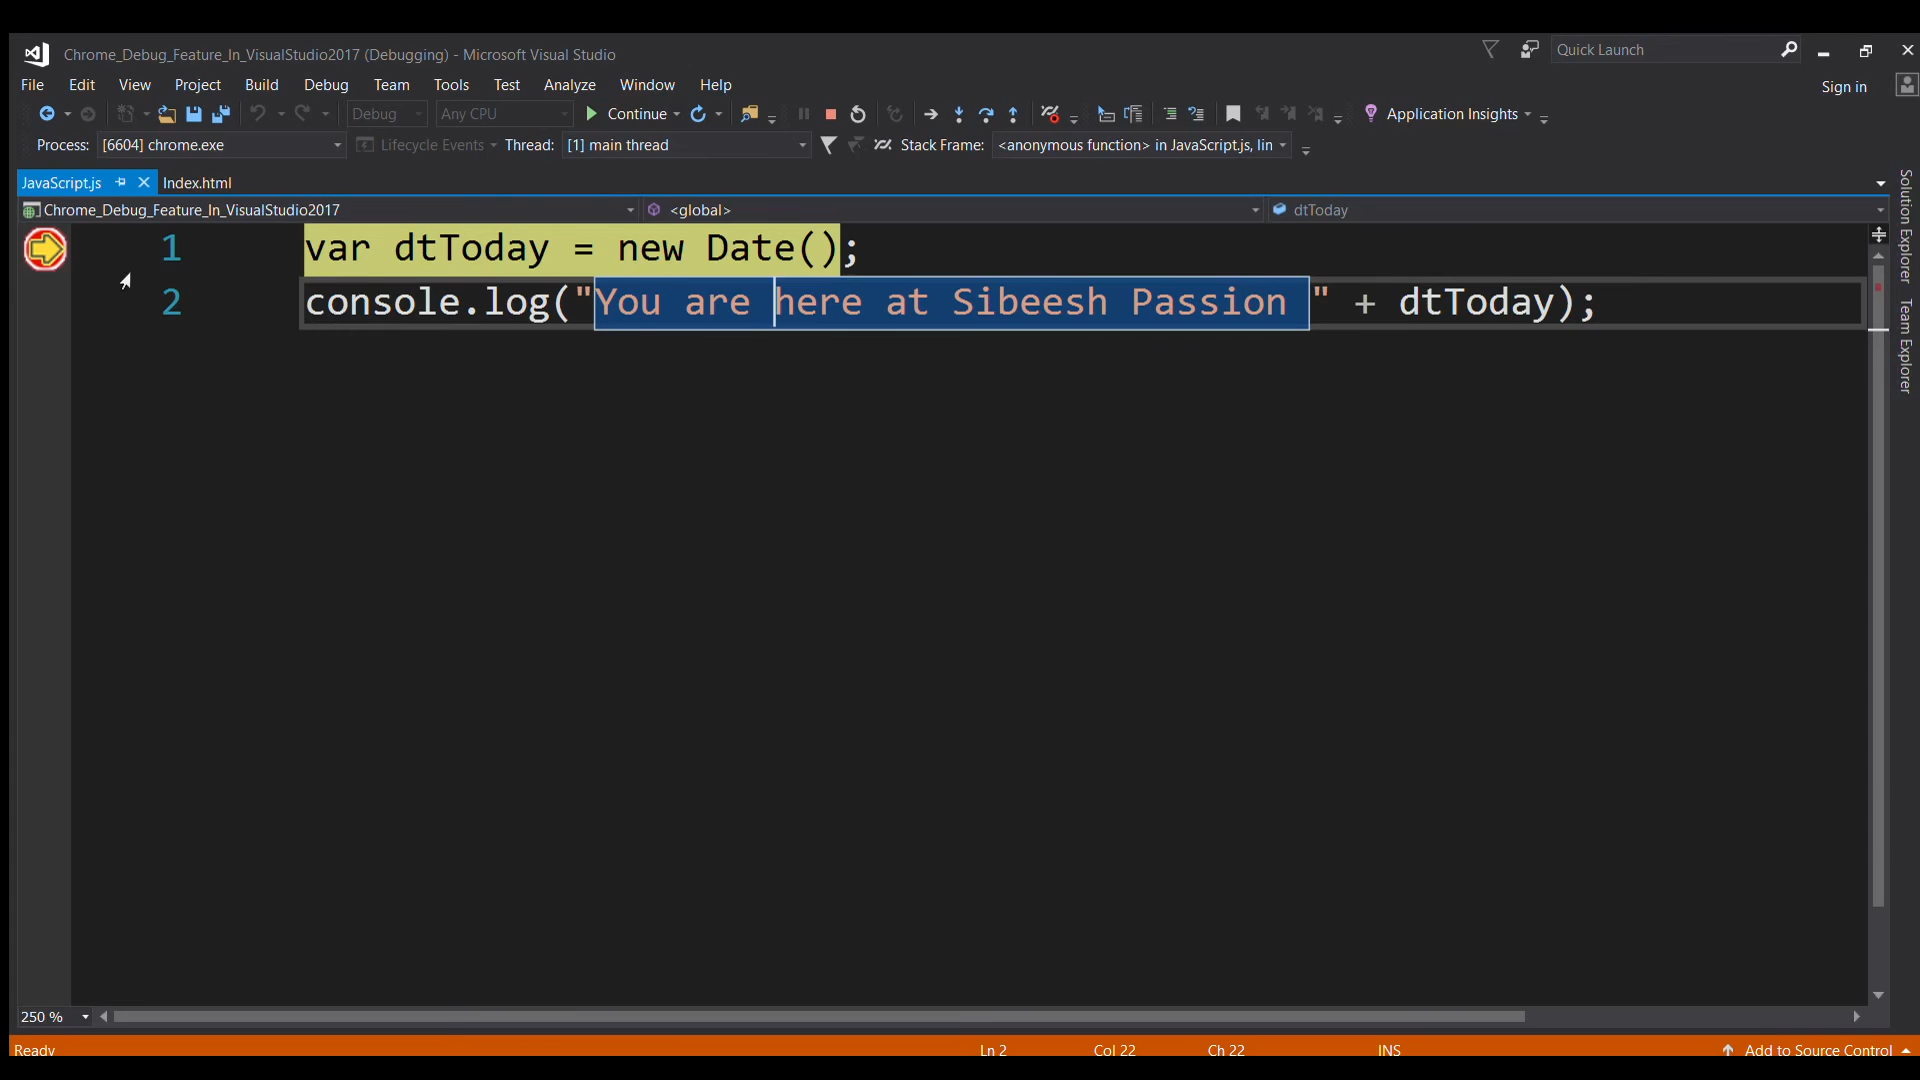 Chrome_Debug_Feature_In_VisualStudio2017 (Debugging) - Microsoft Visual Studio
Quick Launch
File Edit View Project Build Debug Team Tools Test Analyze Window Help
Sign in
Debug Any CPU Continue Application Insights
Process: [6604] chrome.exe Lifecycle Events Thread: [1] main thread Stack Frame: <anonymous function> in JavaScript.js, lin
JavaScript.js Index.html
Chrome_Debug_Feature_In_VisualStudio2017 <global> dtToday
1 var dtToday = new Date();
2 console.log("You are here at Sibeesh Passion " + dtToday);
Solution Explorer
Team Explorer
250 %
Ready Ln 2 Col 22 Ch 22 INS Add to Source Control